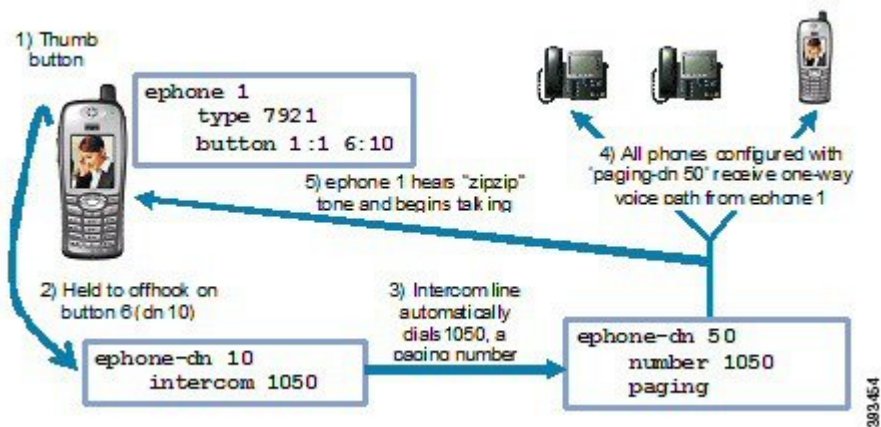 1) Thumb
button
ephone 1
type 7921
button 1:1 6:10
5) ephone 1 hears "zipzip"
tone and begins talking
4) All phones configured with
"paging-dn 50" receive one-way
voice path from ephone 1
2) Held to offhook on
button 6 (dn 10)
3) Intercom line
automatically
dials 1050, a
paging number
ephone-dn 10
intercom 1050
ephone-dn 50
number 1050
paging
393454